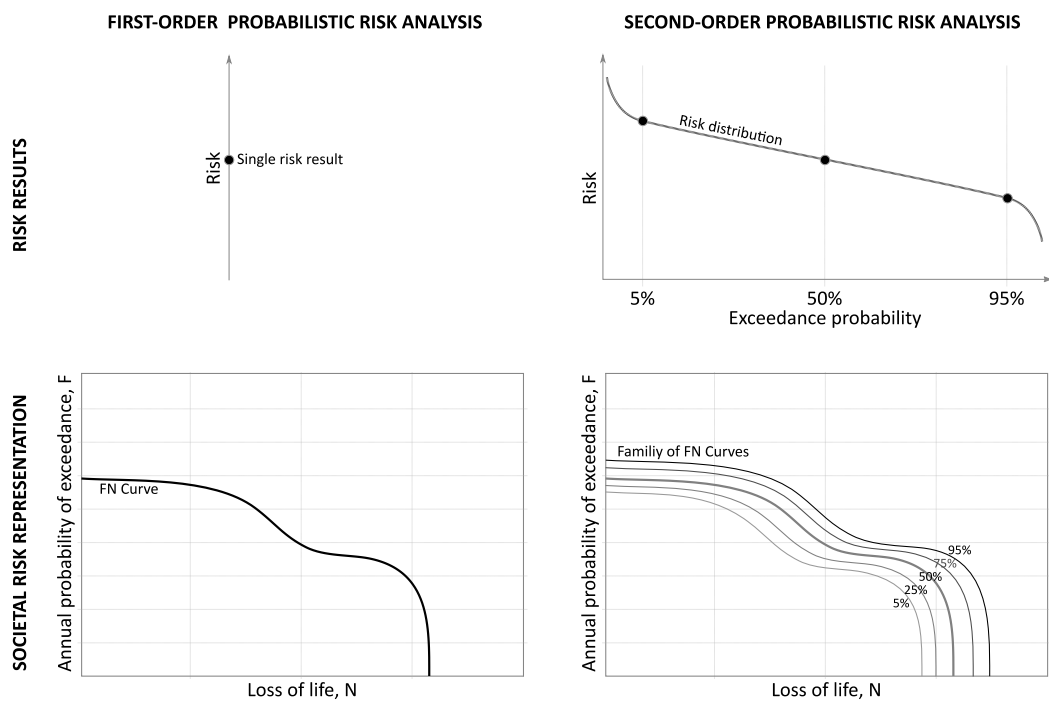 FIRST-ORDER PROBABILISTIC RISK ANALYSIS
SECOND-ORDER PROBABILISTIC RISK ANALYSIS
RISK RESULTS
Risk
Single risk result
Risk
Risk distribution
5%
50%
95%
Exceedance probability
SOCIETAL RISK REPRESENTATION
Annual probability of exceedance, F
FN Curve
Loss of life, N
Annual probability of exceedance, F
Familiy of FN Curves
95%
75%
50%
25%
5%
Loss of life, N